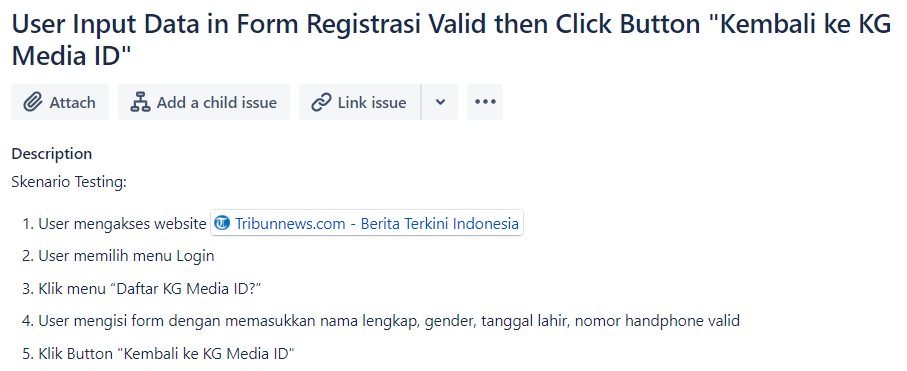 User Input Data in Form Registrasi Valid then Click Button "Kembali ke KG
Media ID"
Attach Add a child issue Link issue
Description
Skenario Testing:
1. User mengakses website Tribunnews.com - Berita Terkini Indonesia
2. User memilih menu Login
3. Klik menu “Daftar KG Media ID?”
4. User mengisi form dengan memasukkan nama lengkap, gender, tanggal lahir, nomor handphone valid
5. Klik Button "Kembali ke KG Media ID"